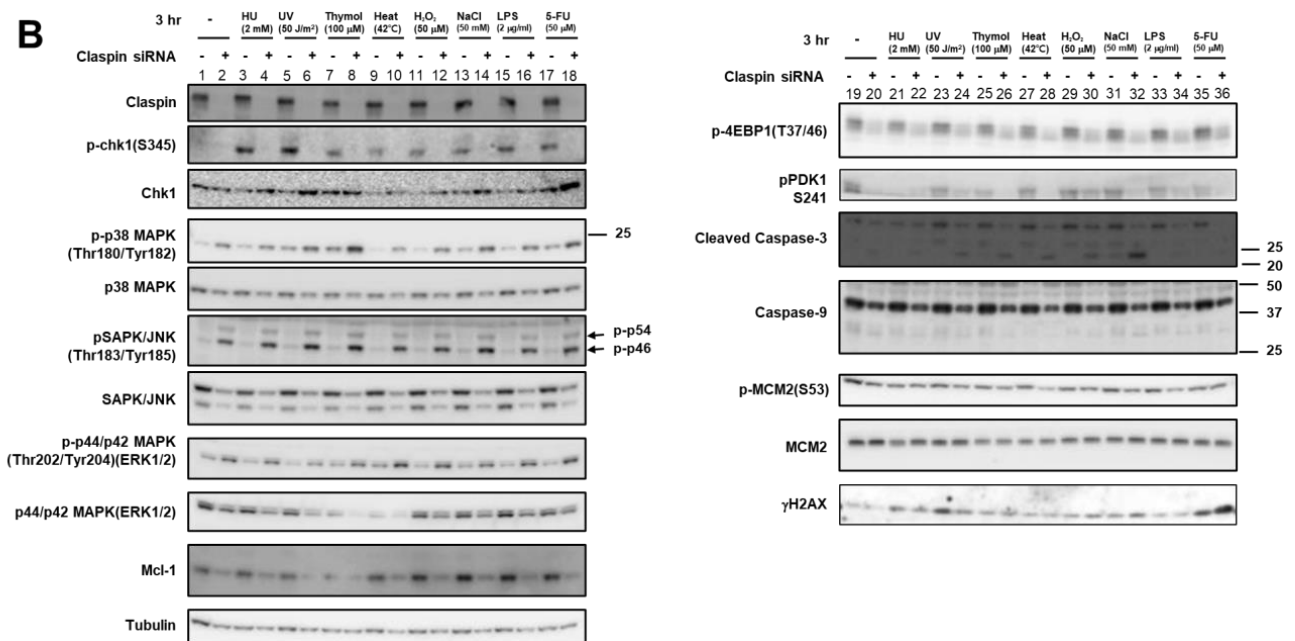 B
3 hr - HU UV Thymol Heat H₂O₂ NaCl LPS 5-FU
(2 mM) (50 J/m²) (100 μM) (42℃) (50 μM) (50 mM) (2 μg/ml) (50 μM)
Claspin siRNA - + - + - + - + - + - + - + - + - +
1 2 3 4 5 6 7 8 9 10 11 12 13 14 15 16 17 18
Claspin
p-chk1(S345)
Chk1
p-p38 MAPK
(Thr180/Tyr182)
25
p38 MAPK
pSAPK/JNK
(Thr183/Tyr185)
p-p54
p-p46
SAPK/JNK
p-p44/p42 MAPK
(Thr202/Tyr204)(ERK1/2)
p44/p42 MAPK(ERK1/2)
Mcl-1
Tubulin
3 hr - HU UV Thymol Heat H₂O₂ NaCl LPS 5-FU
(2 mM) (50 J/m²) (100 μM) (42℃) (50 μM) (50 mM) (2 μg/ml) (50 μM)
Claspin siRNA - + - + - + - + - + - + - + - + - +
19 20 21 22 23 24 25 26 27 28 29 30 31 32 33 34 35 36
p-4EBP1(T37/46)
pPDK1
S241
Cleaved Caspase-3
25
20
Caspase-9
50
37
25
p-MCM2(S53)
MCM2
γH2AX